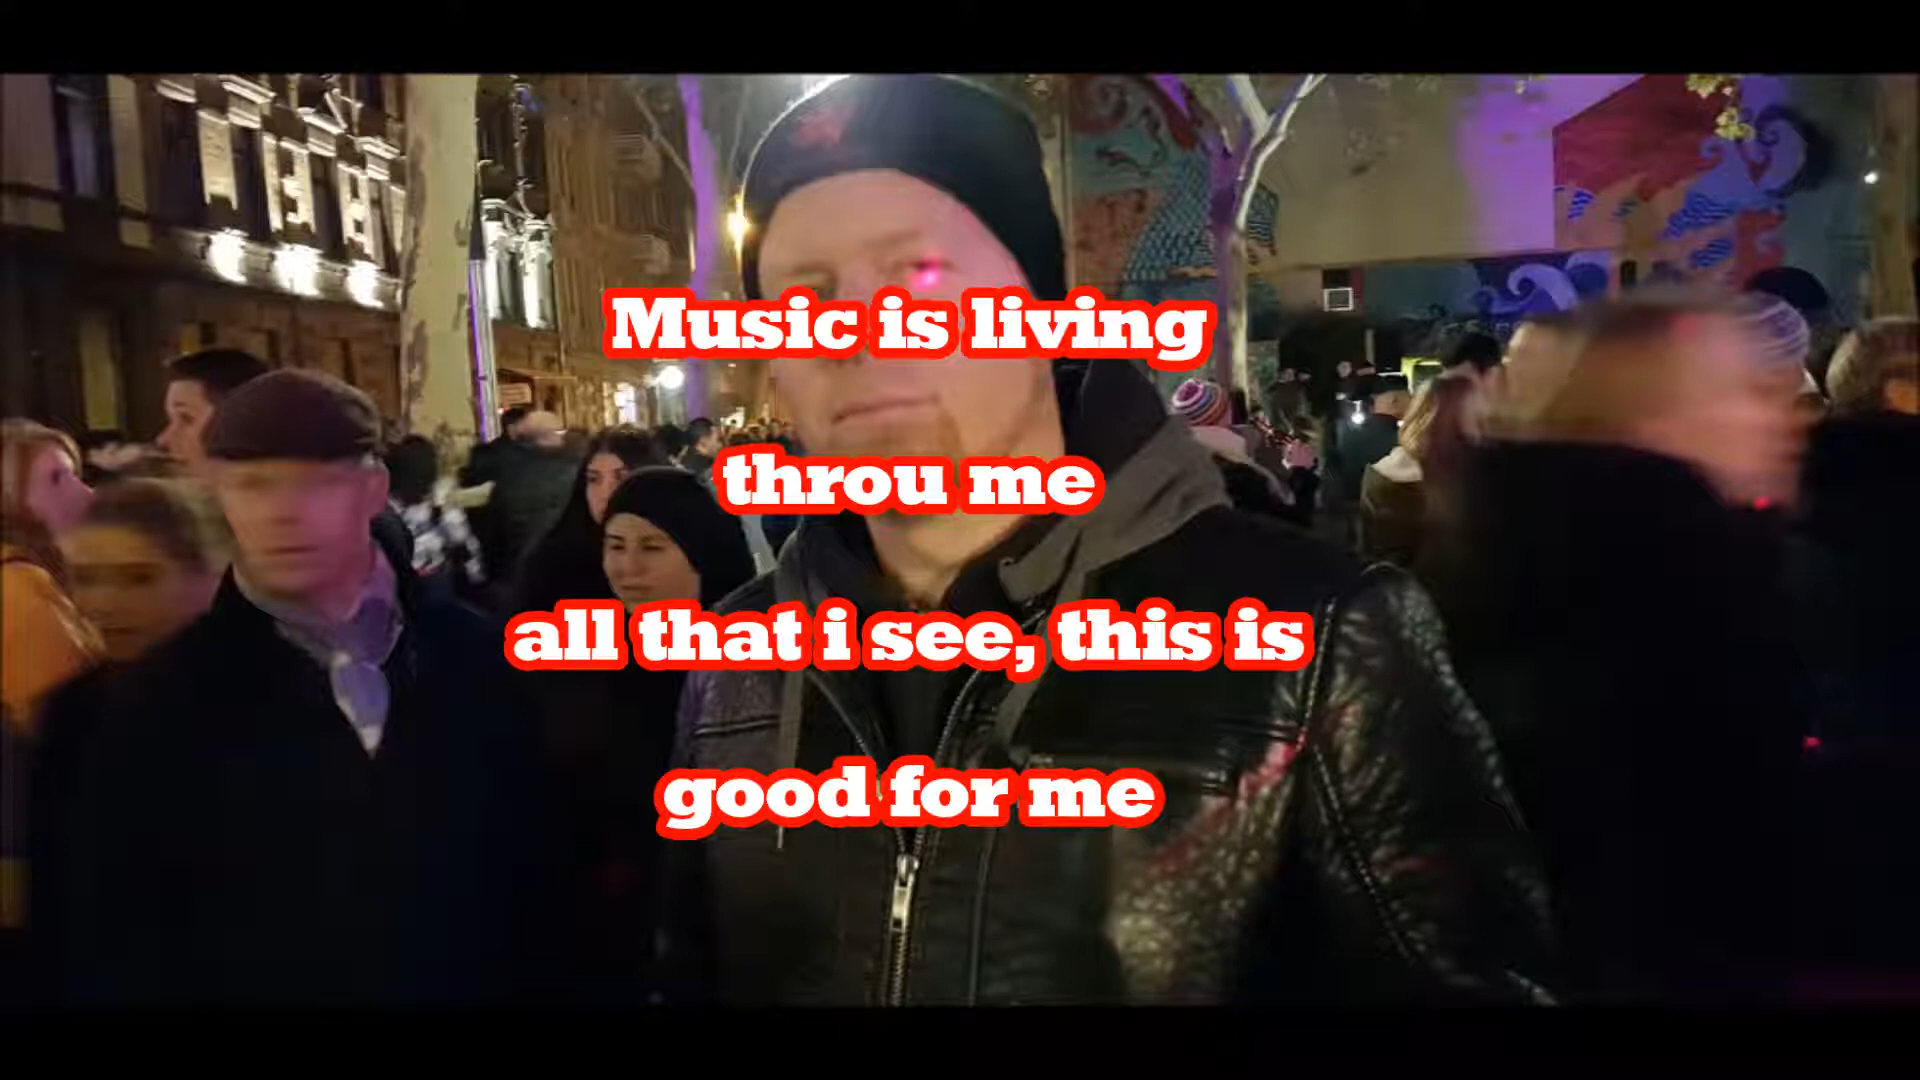 Music is living
throu me
all that i see, this is
good for me